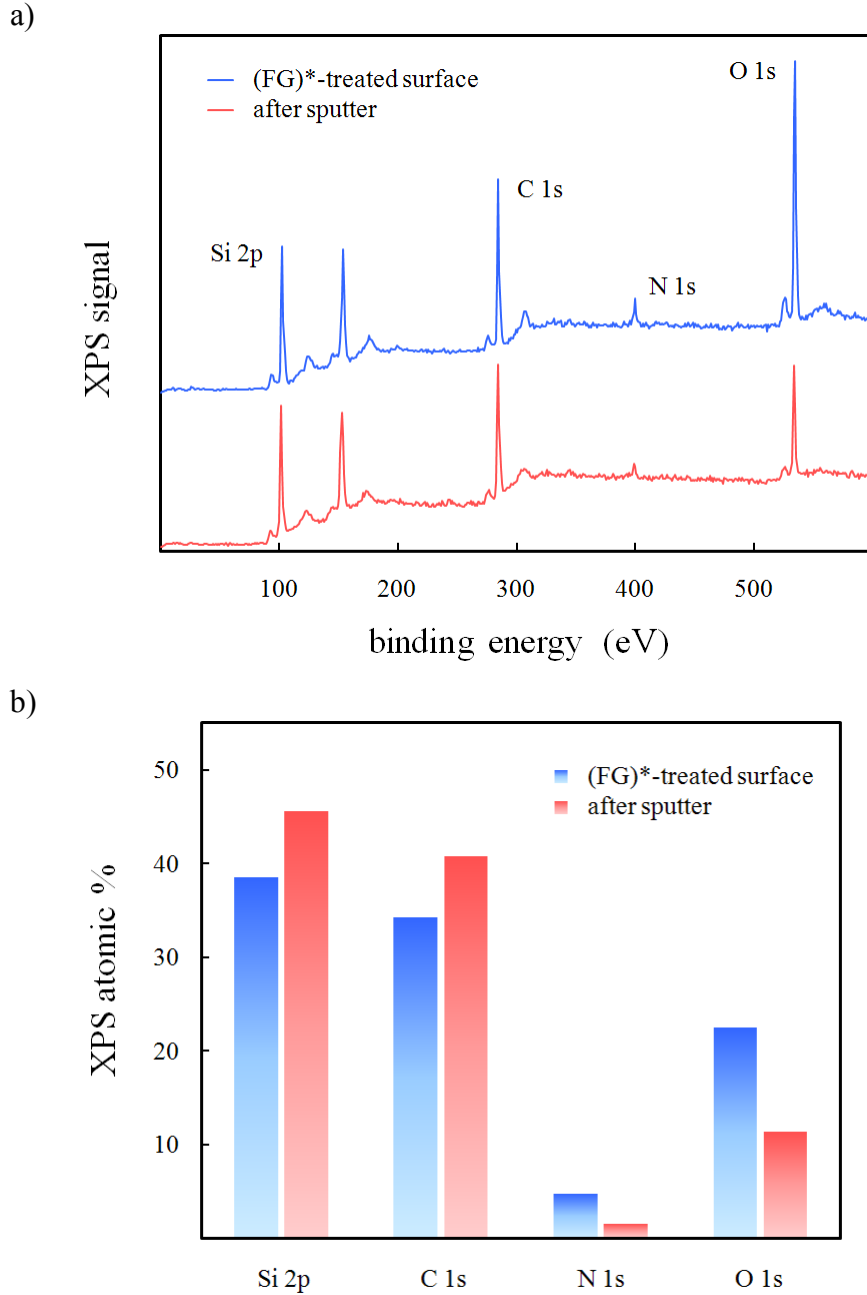 a)
(FG)*-treated surface
after sputter
O 1s
C 1s
Si 2p
N 1s
XPS signal
100 200 300 400 500
binding energy (eV)
b)
(FG)*-treated surface
after sputter
50
40
30
20
10
XPS atomic %
Si 2p C 1s N 1s O 1s